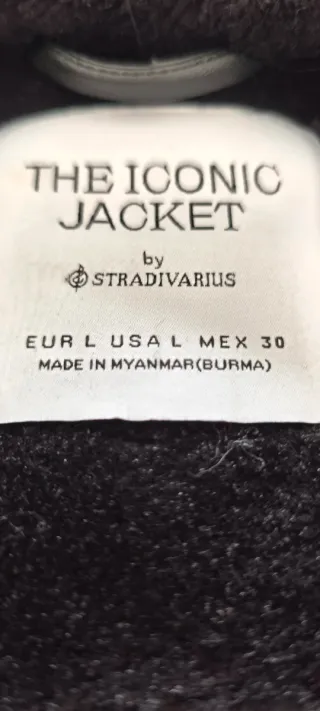 THE ICONIC
JACKET
by
STRADIVARIUS
EUR L USA L MEX 30
MADE IN MYANMAR(BURMA)